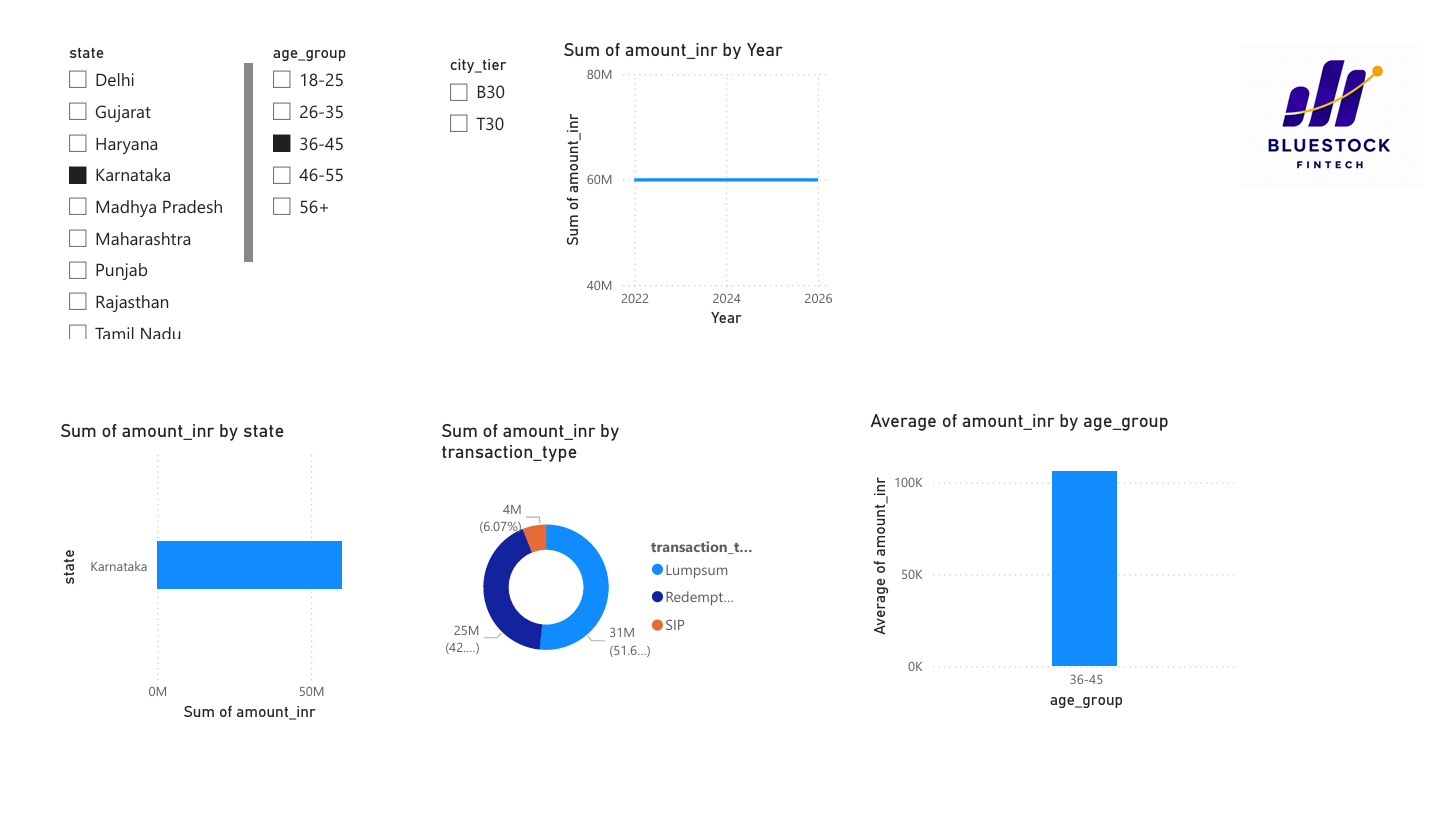 state
Delhi
Gujarat
Haryana
Karnataka
Madhya Pradesh
Maharashtra
Punjab
Rajasthan
Tamil Nadu
age_group
18-25
26-35
36-45
46-55
56+
city_tier
B30
T30
Sum of amount_inr by Year
Sum of amount_inr
80M
60M
40M
2022 2024 2026
Year
BLUESTOCK
FINTECH
Sum of amount_inr by state
state
Karnataka
0M 50M
Sum of amount_inr
Sum of amount_inr by
transaction_type
4M
(6.07%)
25M
(42....)
31M
(51.6...)
transaction_t...
Lumpsum
Redempt...
SIP
Average of amount_inr by age_group
Average of amount_inr
100K
50K
0K
36-45
age_group